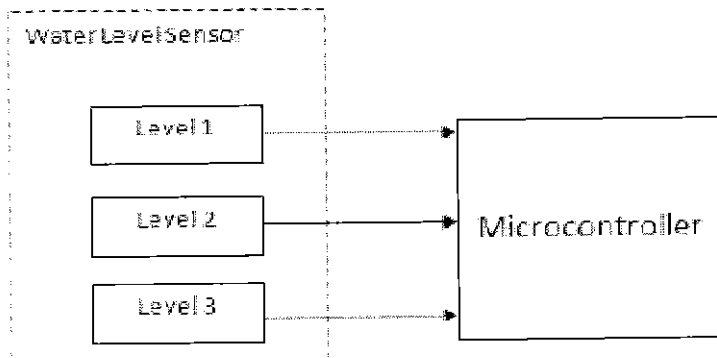 WaterLevelSensor
Level 1
Level 2
Microcontroller
Level 3